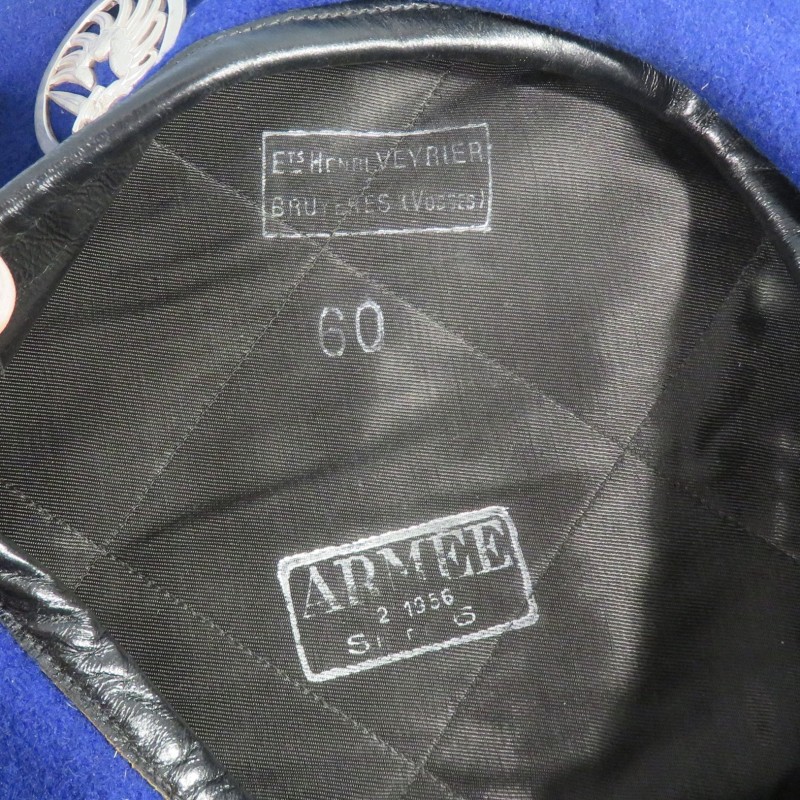 ETS HENRI VEYRIER
BRUYERES (VOSGES)
60
ARMEE
2 1956